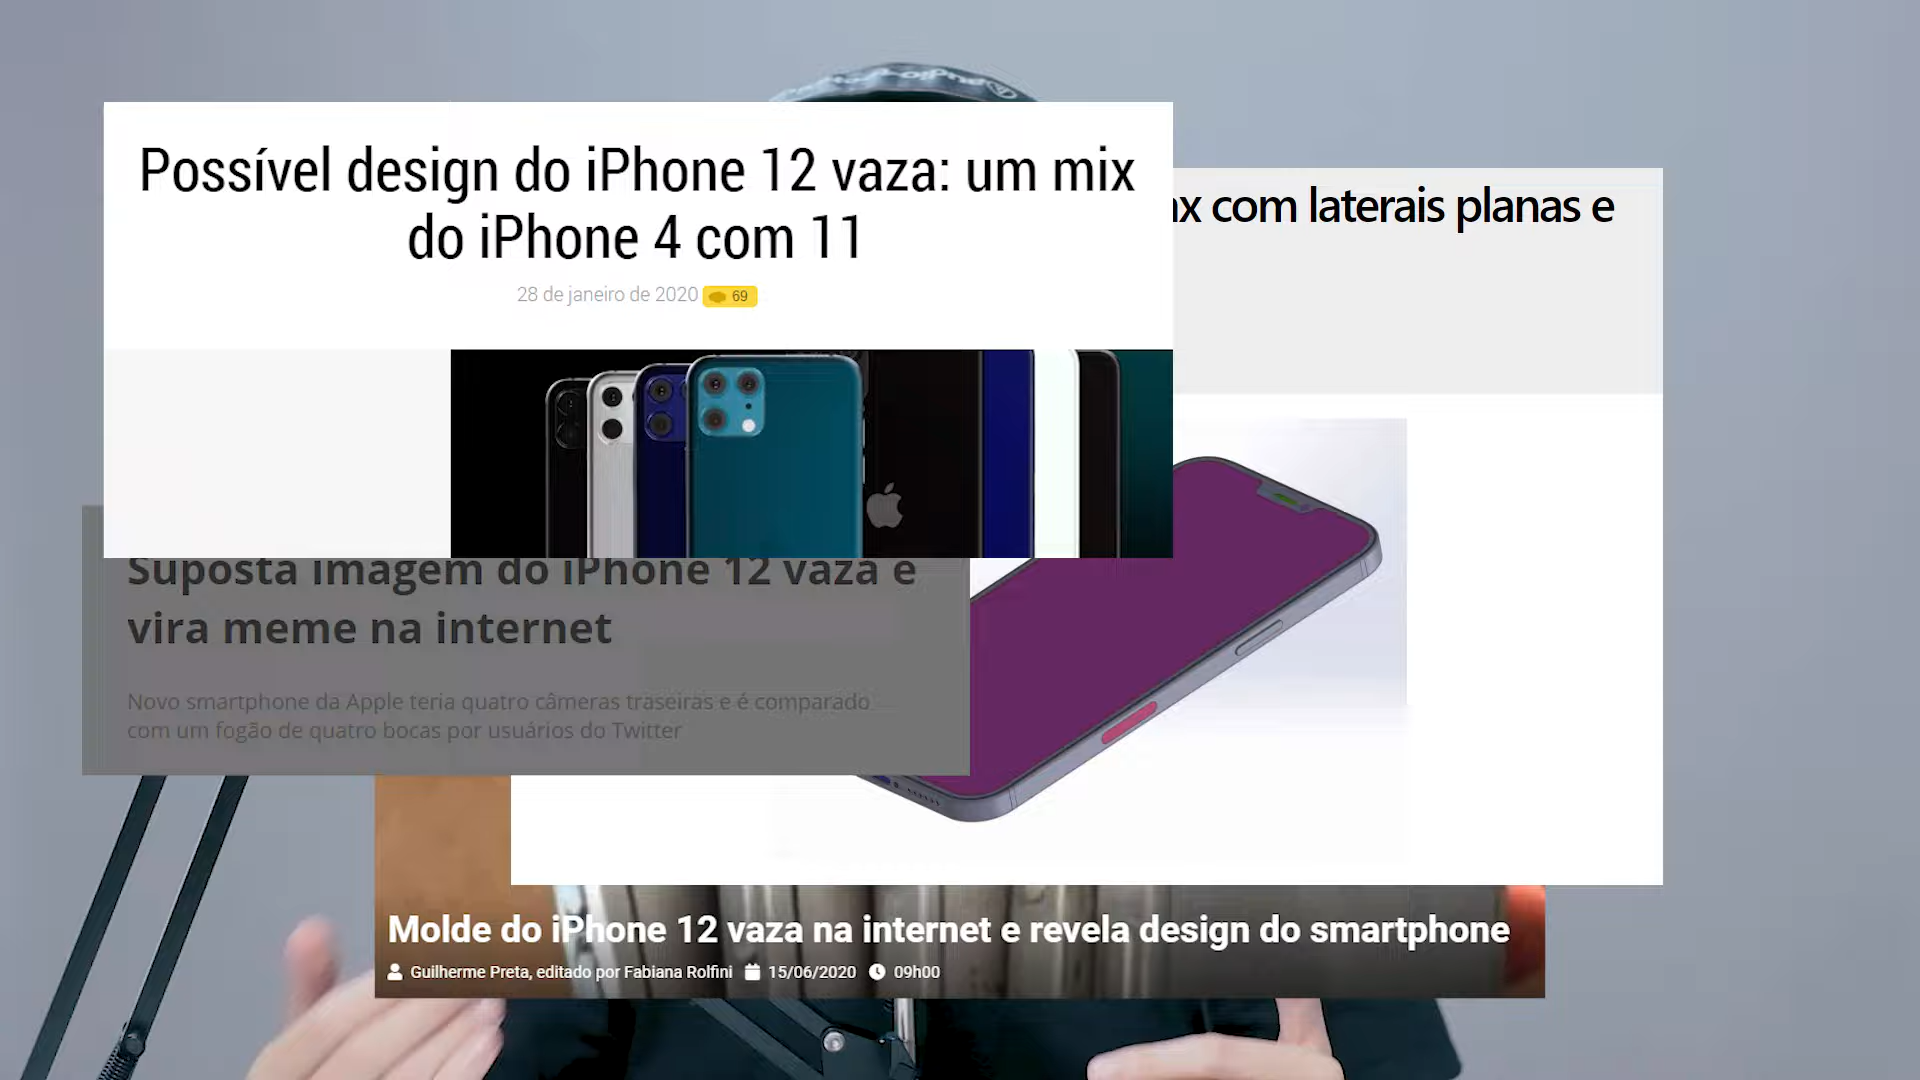 Possível design do iPhone 12 vaza: um mix
do iPhone 4 com 11
28 de janeiro de 2020 69
com laterais planas e
Suposta imagem do iPhone 12 vaza e
vira meme na internet
Novo smartphone da Apple teria quatro câmeras traseiras e é comparado
com um fogão de quatro bocas por usuários do Twitter
Molde do iPhone 12 vaza na internet e revela design do smartphone
Guilherme Preta, editado por Fabiana Rolfini 15/06/2020 09h00